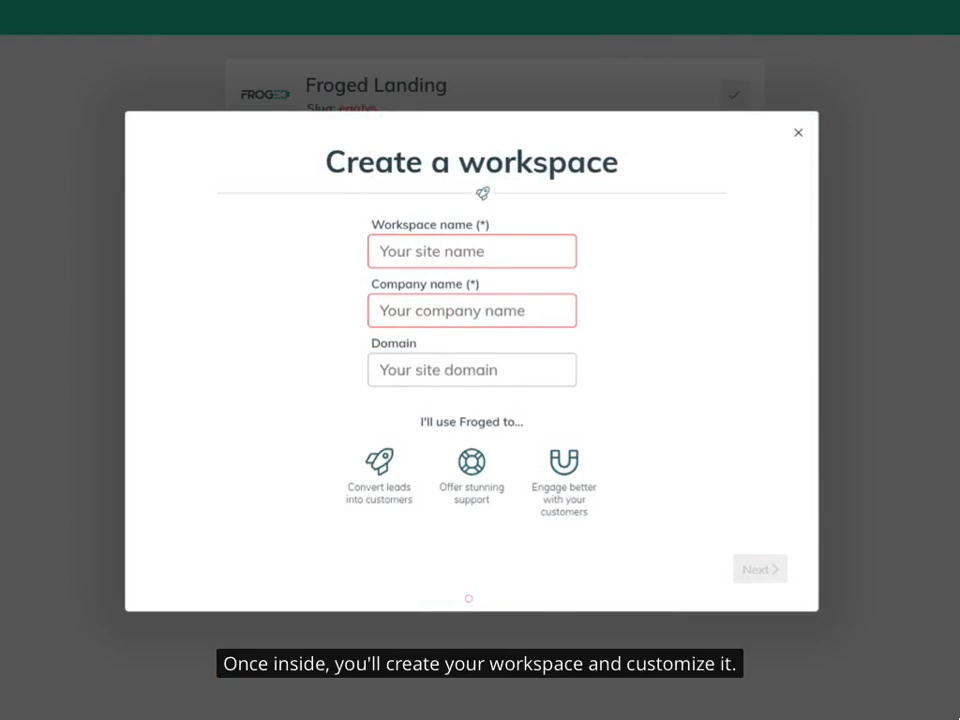 FROGED
Froged Landing
Slug:
Create a workspace
Workspace name (*)
Your site name
Company name (*)
Your company name
Domain
Your site domain
I'll use Froged to...
Convert leads
into customers
Offer stunning
support
Engage better
with your
customers
Next
Once inside, you'll create your workspace and customize it.